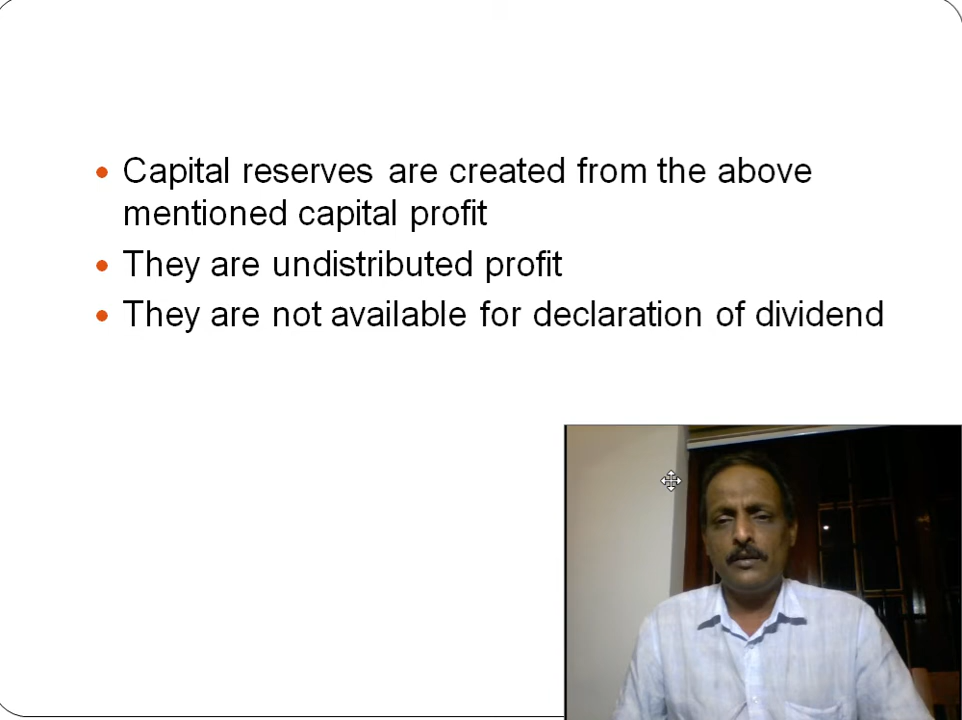 Capital reserves are created from the above
mentioned capital profit
They are undistributed profit
They are not available for declaration of dividend